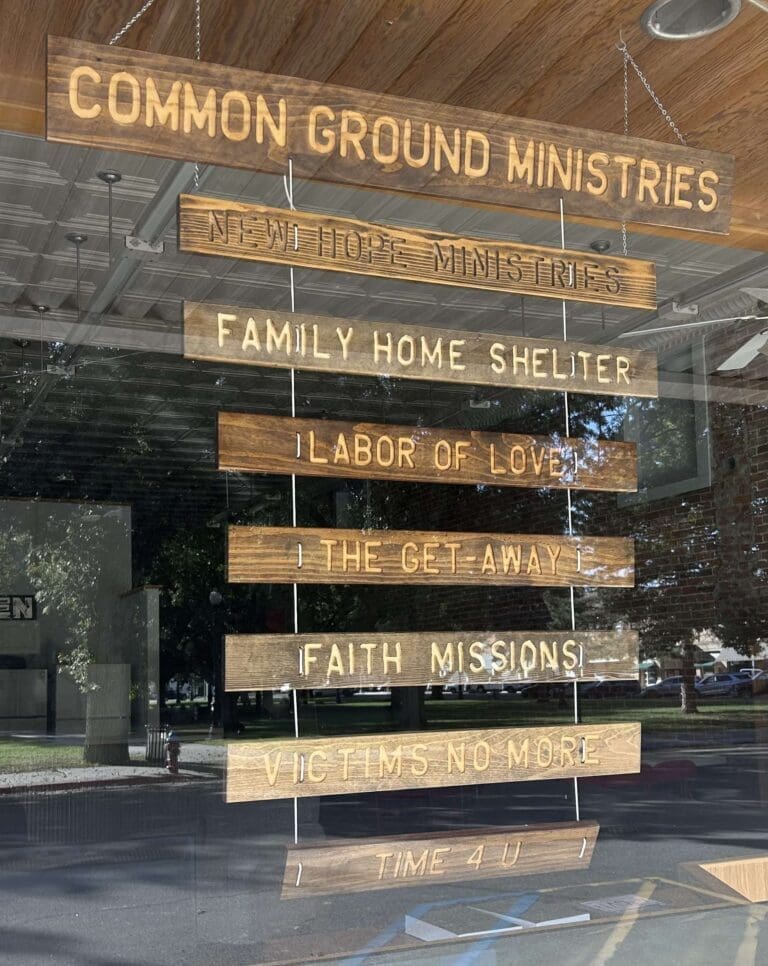 COMMON GROUND MINISTRIES
NEW HOPE MINISTRIES
FAMILY HOME SHELTER
LABOR OF LOVE
THE GET-AWAY
FAITH MISSIONS
VICTIMS NO MORE
TIME 4 U
EN